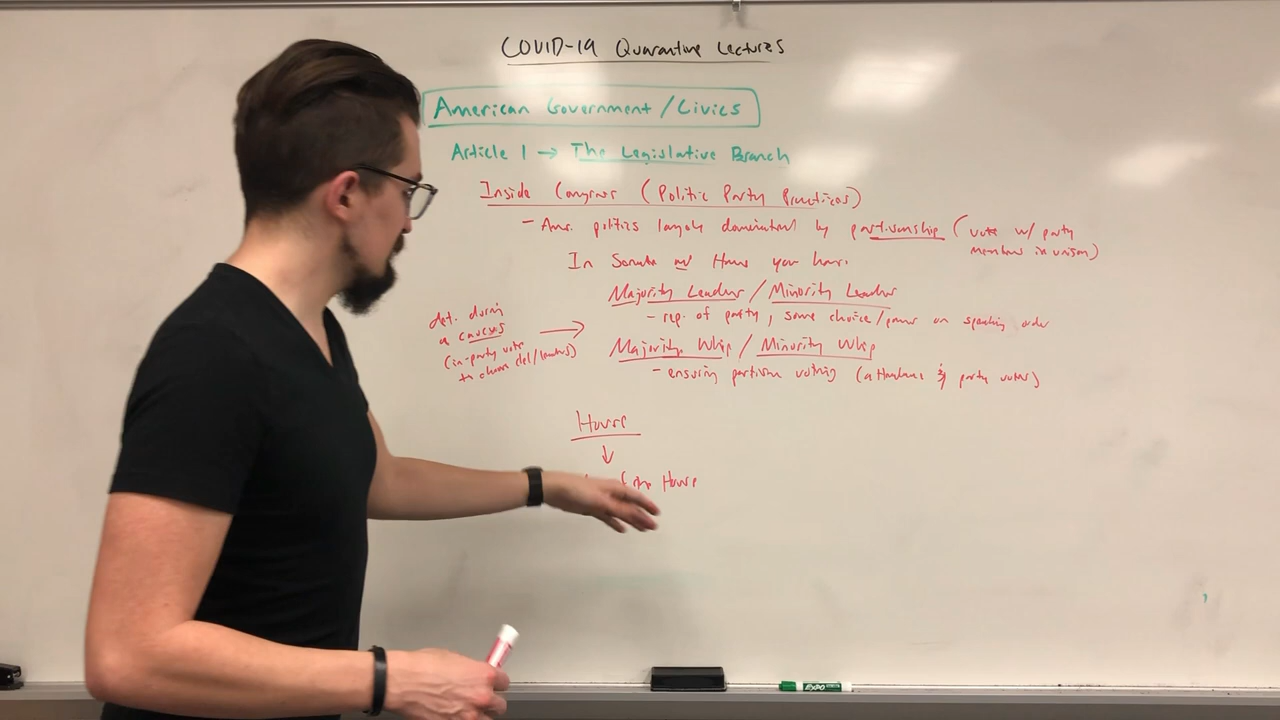 COVID-19 Quarantine Lectures
American Government/Civics
Article 1 → The Legislative Branch
Inside Congress (Politic Party Practices)
- Am. politics largely dominated by partisanship (vote w/ party members in unison)
In Senate and House you have:
Majority Leader / Minority Leader
- rep. of party, some choice/power on speaking order
det. during
a caucus
(in-party vote
to choose del/leaders)
→
Majority Whip / Minority Whip
- ensuring partisan voting (attendance & party votes)
House
↓
of the House
EXPO